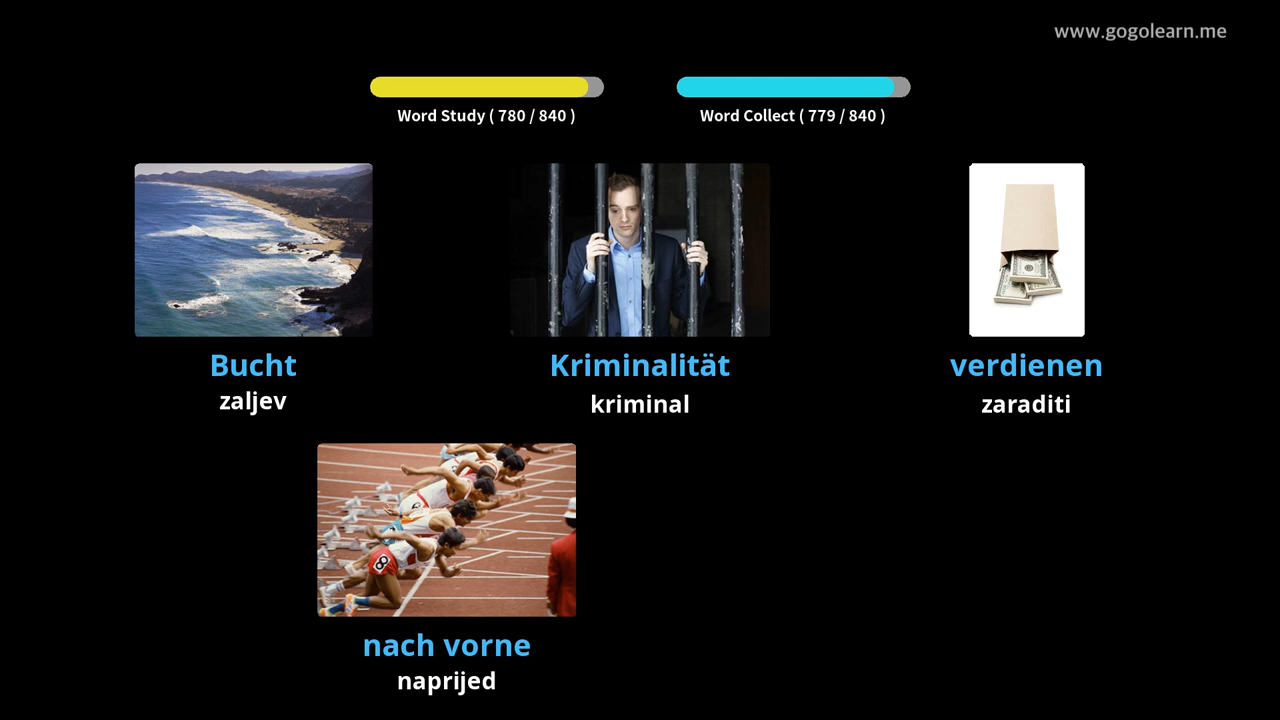 www.gogolearn.me
Word Study ( 780 / 840 )
Word Collect ( 779 / 840 )
Bucht
zaljev
Kriminalität
kriminal
verdienen
zaraditi
8
nach vorne
naprijed